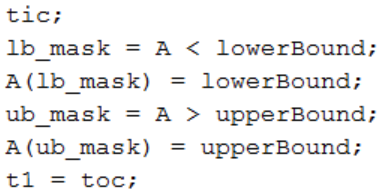 tic;
lb_mask = A < lowerBound;
A(lb_mask) = lowerBound;
ub_mask = A > upperBound;
A(ub_mask) = upperBound;
t1 = toc;